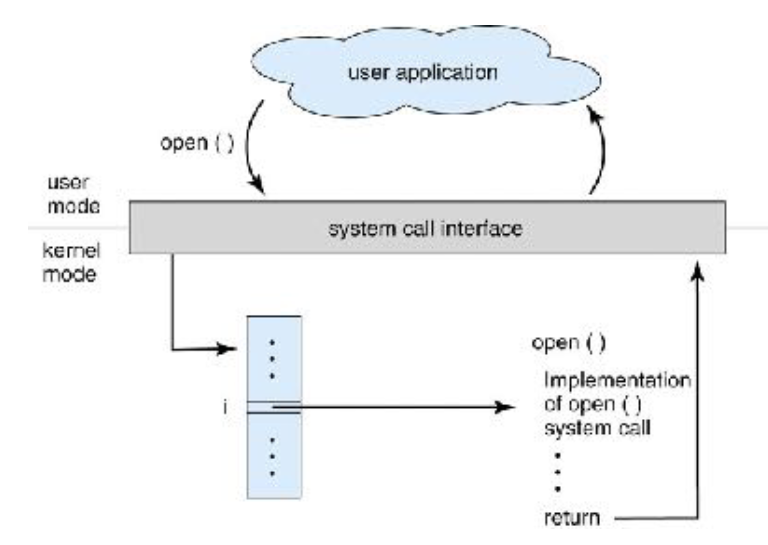 user application
open ( )
user
mode
system call interface
kernel
mode
open ( )
i
Implementation
of open ( )
system call
return